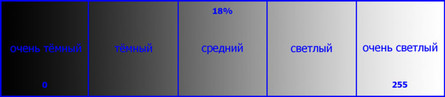 18%
очень тёмный тёмный средний светлый очень светлый
0 255